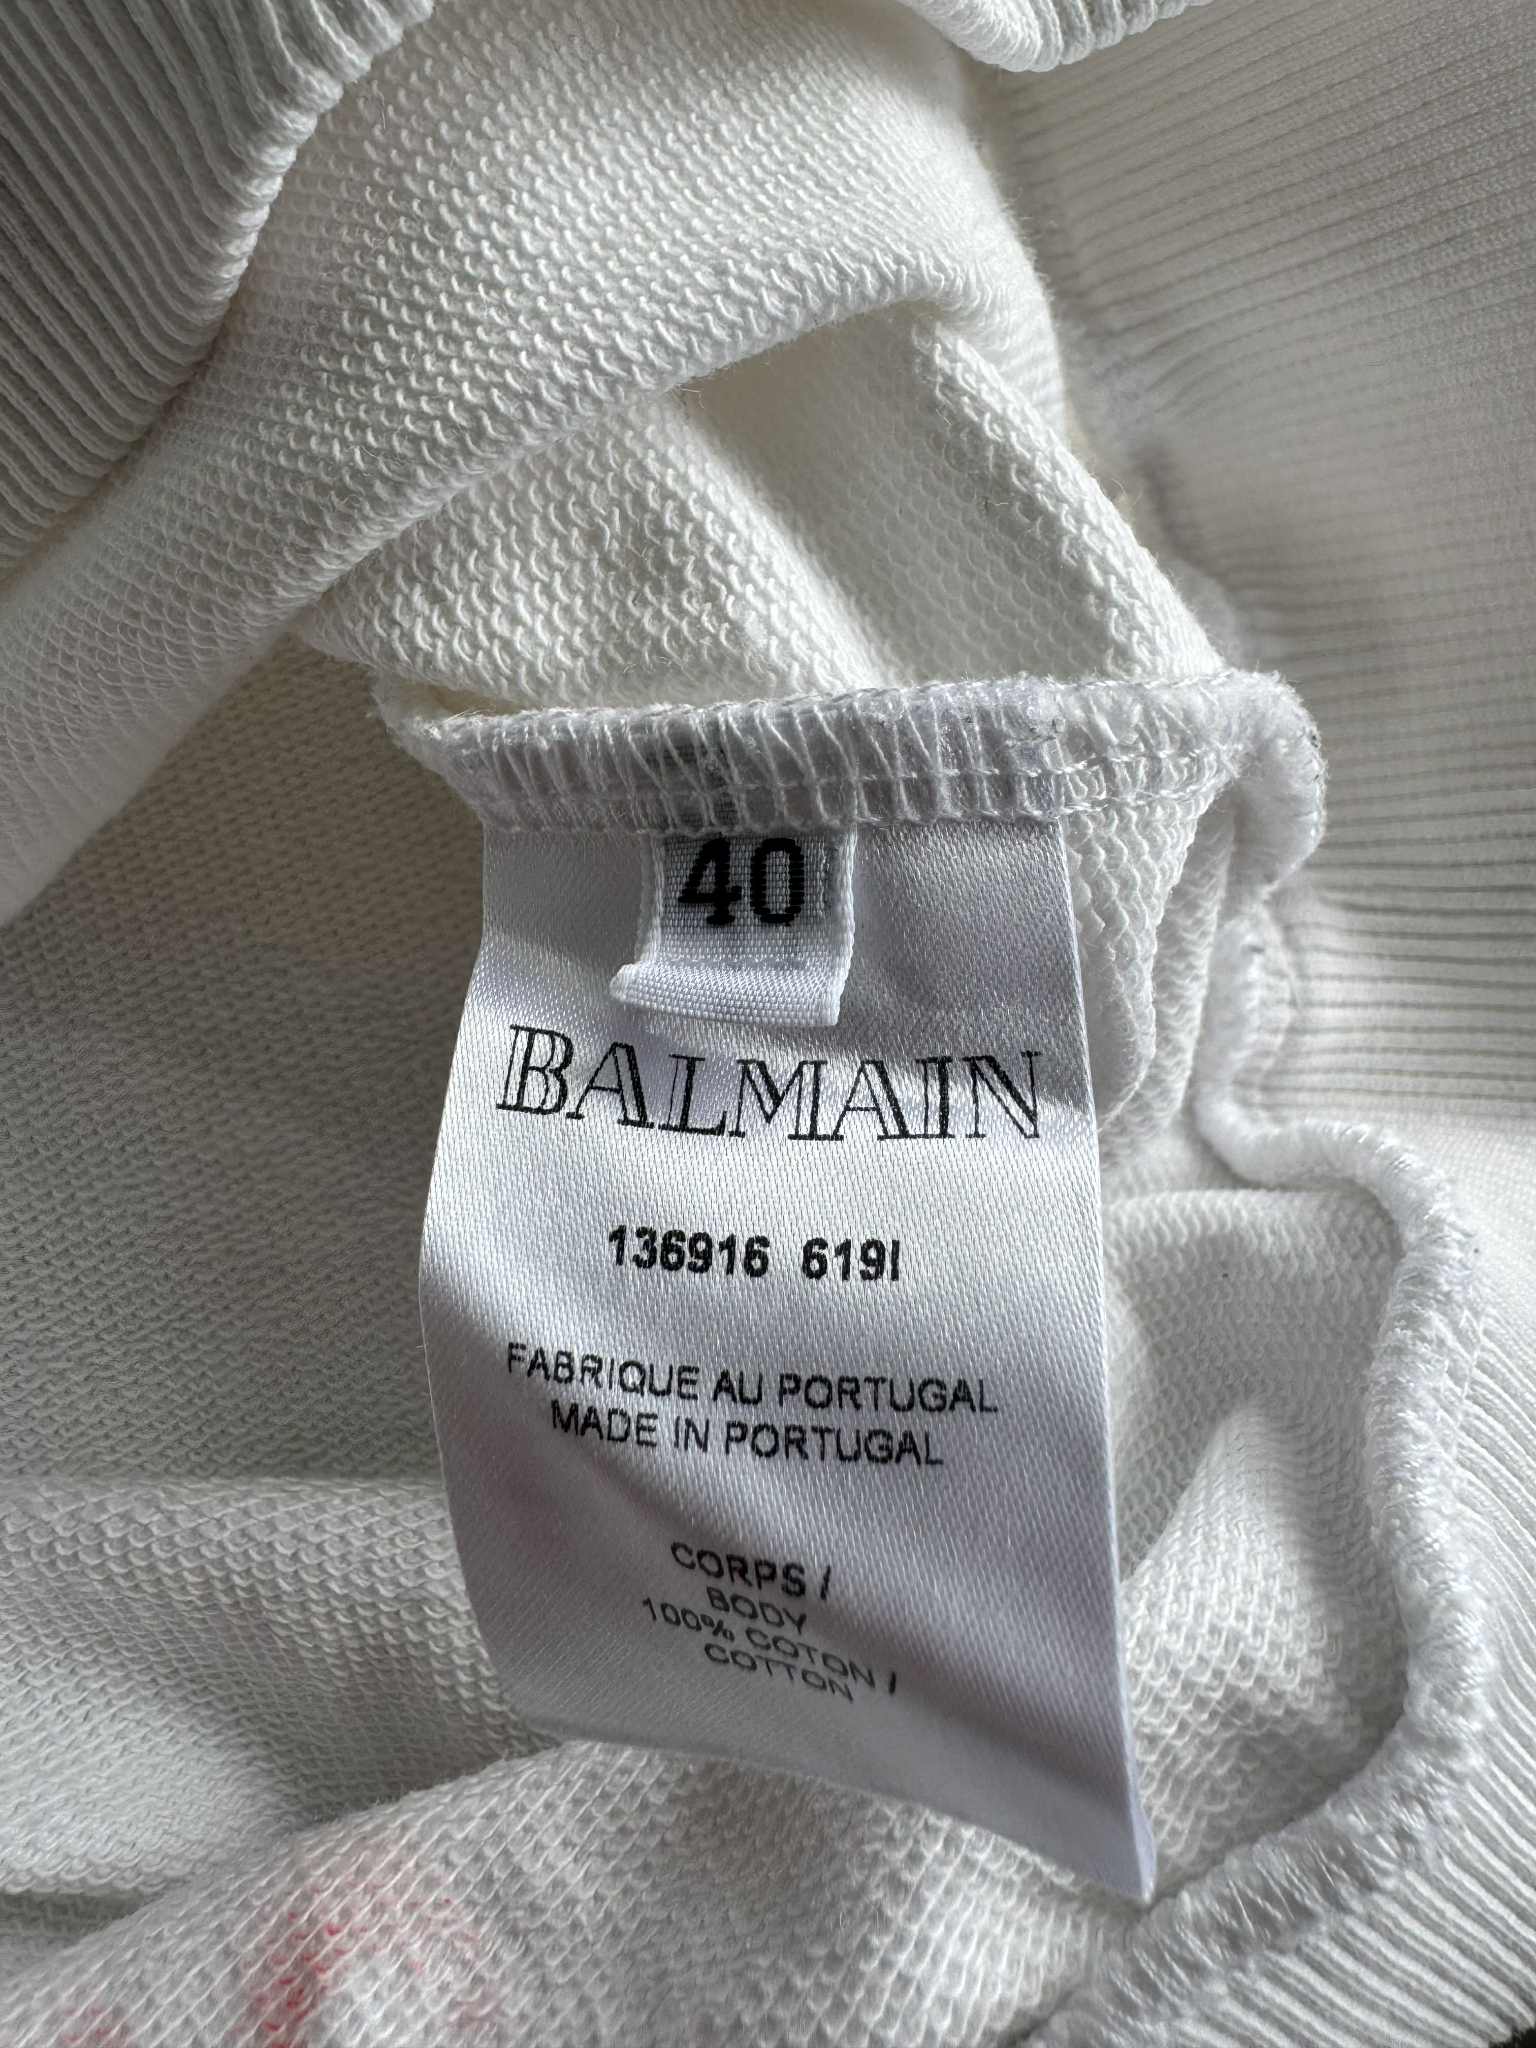 40
BALMAIN
136916 619I
FABRIQUE AU PORTUGAL
MADE IN PORTUGAL
CORPS /
BODY
100% COTON /
COTTON